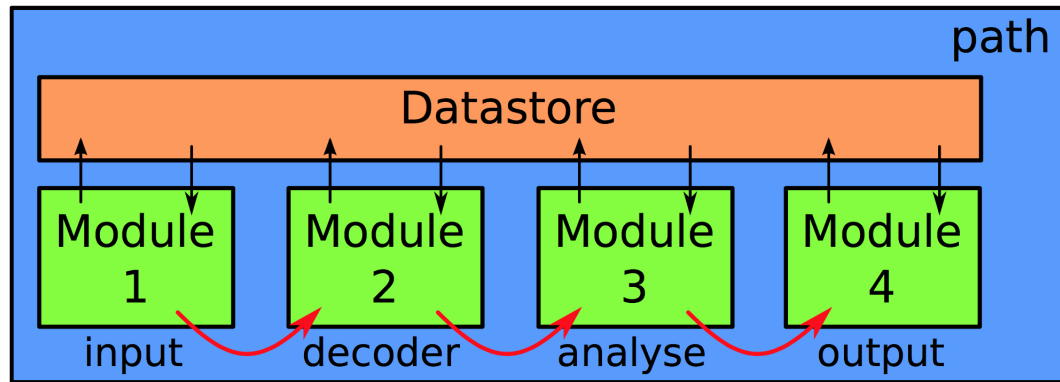 path
Datastore
Module 1
Module 2
Module 3
Module 4
input
decoder
analyse
output